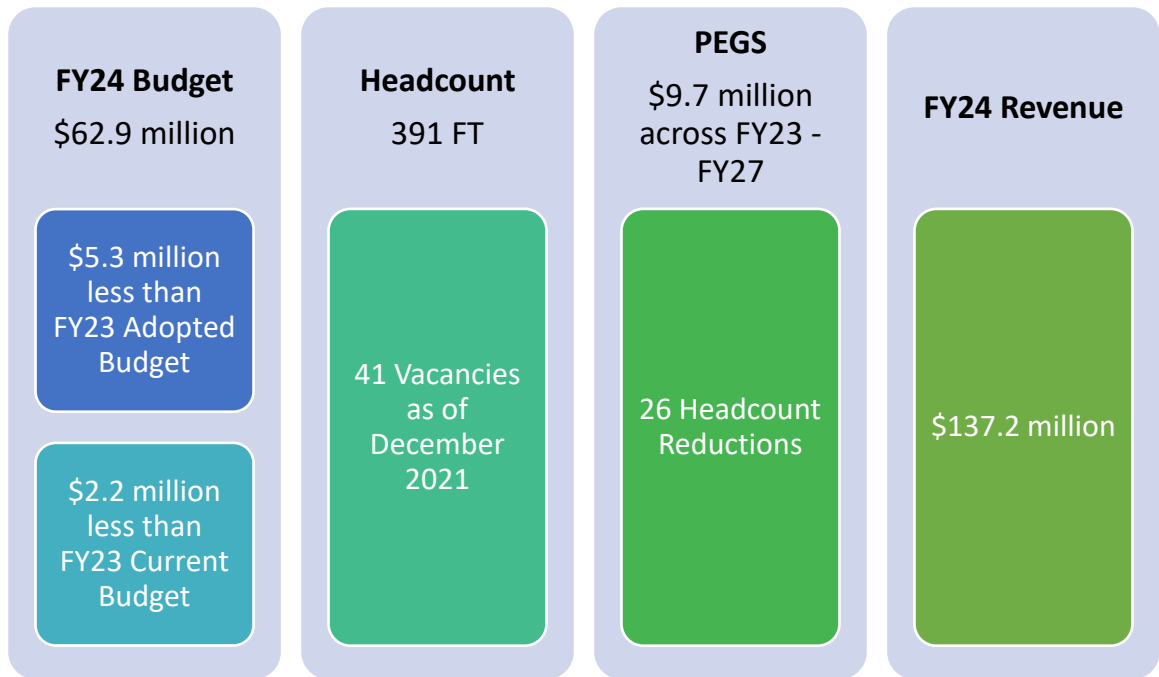 FY24 Budget
$62.9 million
$5.3 million
less than
FY23 Adopted
Budget
$2.2 million
less than
FY23 Current
Budget
Headcount
391 FT
41 Vacancies
as of
December
2021
PEGS
$9.7 million
across FY23 -
FY27
26 Headcount
Reductions
FY24 Revenue
$137.2 million